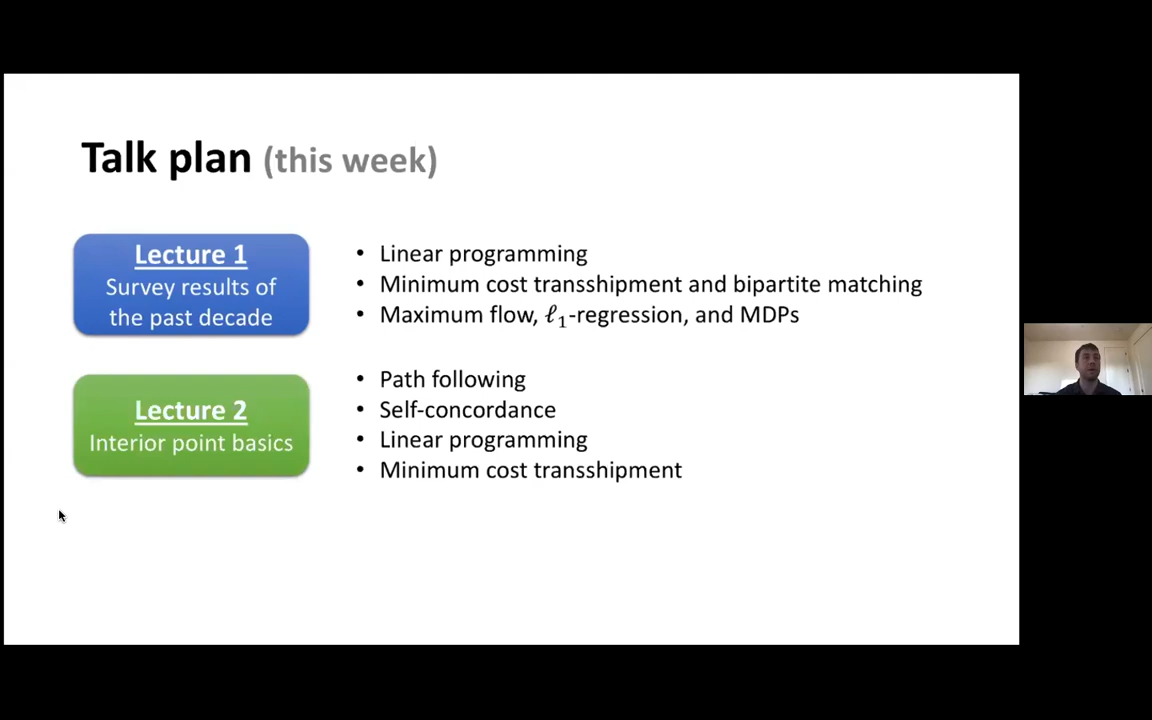 Talk plan (this week)
Lecture 1
Survey results of
the past decade
• Linear programming
• Minimum cost transshipment and bipartite matching
• Maximum flow, ℓ₁-regression, and MDPs
Lecture 2
Interior point basics
• Path following
• Self-concordance
• Linear programming
• Minimum cost transshipment